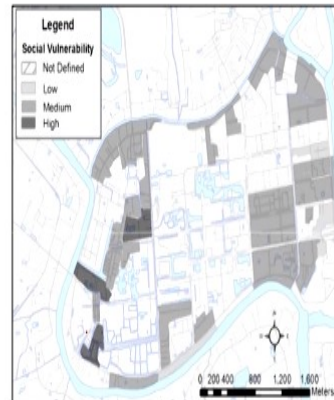 Legend
Social Vulnerability
Not Defined
Low
Medium
High
0 200 400 800 1,200 1,600
Meters